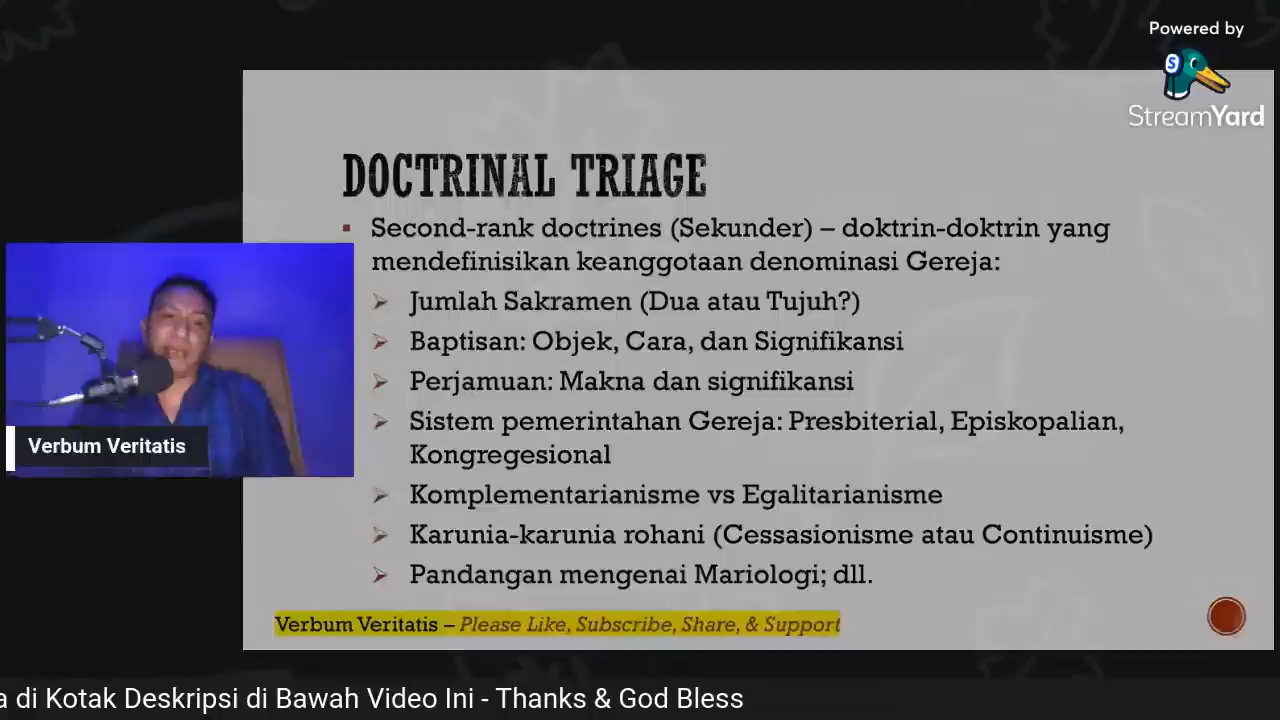 Powered by
StreamYard
DOCTRINAL TRIAGE
Second-rank doctrines (Sekunder) – doktrin-doktrin yang
mendefinisikan keanggotaan denominasi Gereja:
Jumlah Sakramen (Dua atau Tujuh?)
Baptisan: Objek, Cara, dan Signifikansi
Perjamuan: Makna dan signifikansi
Sistem pemerintahan Gereja: Presbiterial, Episkopalian,
Kongregesional
Komplementarianisme vs Egalitarianisme
Karunia-karunia rohani (Cessasionisme atau Continuisme)
Pandangan mengenai Mariologi; dll.
Verbum Veritatis
Verbum Veritatis – Please Like, Subscribe, Share, & Support
a di Kotak Deskripsi di Bawah Video Ini - Thanks & God Bless